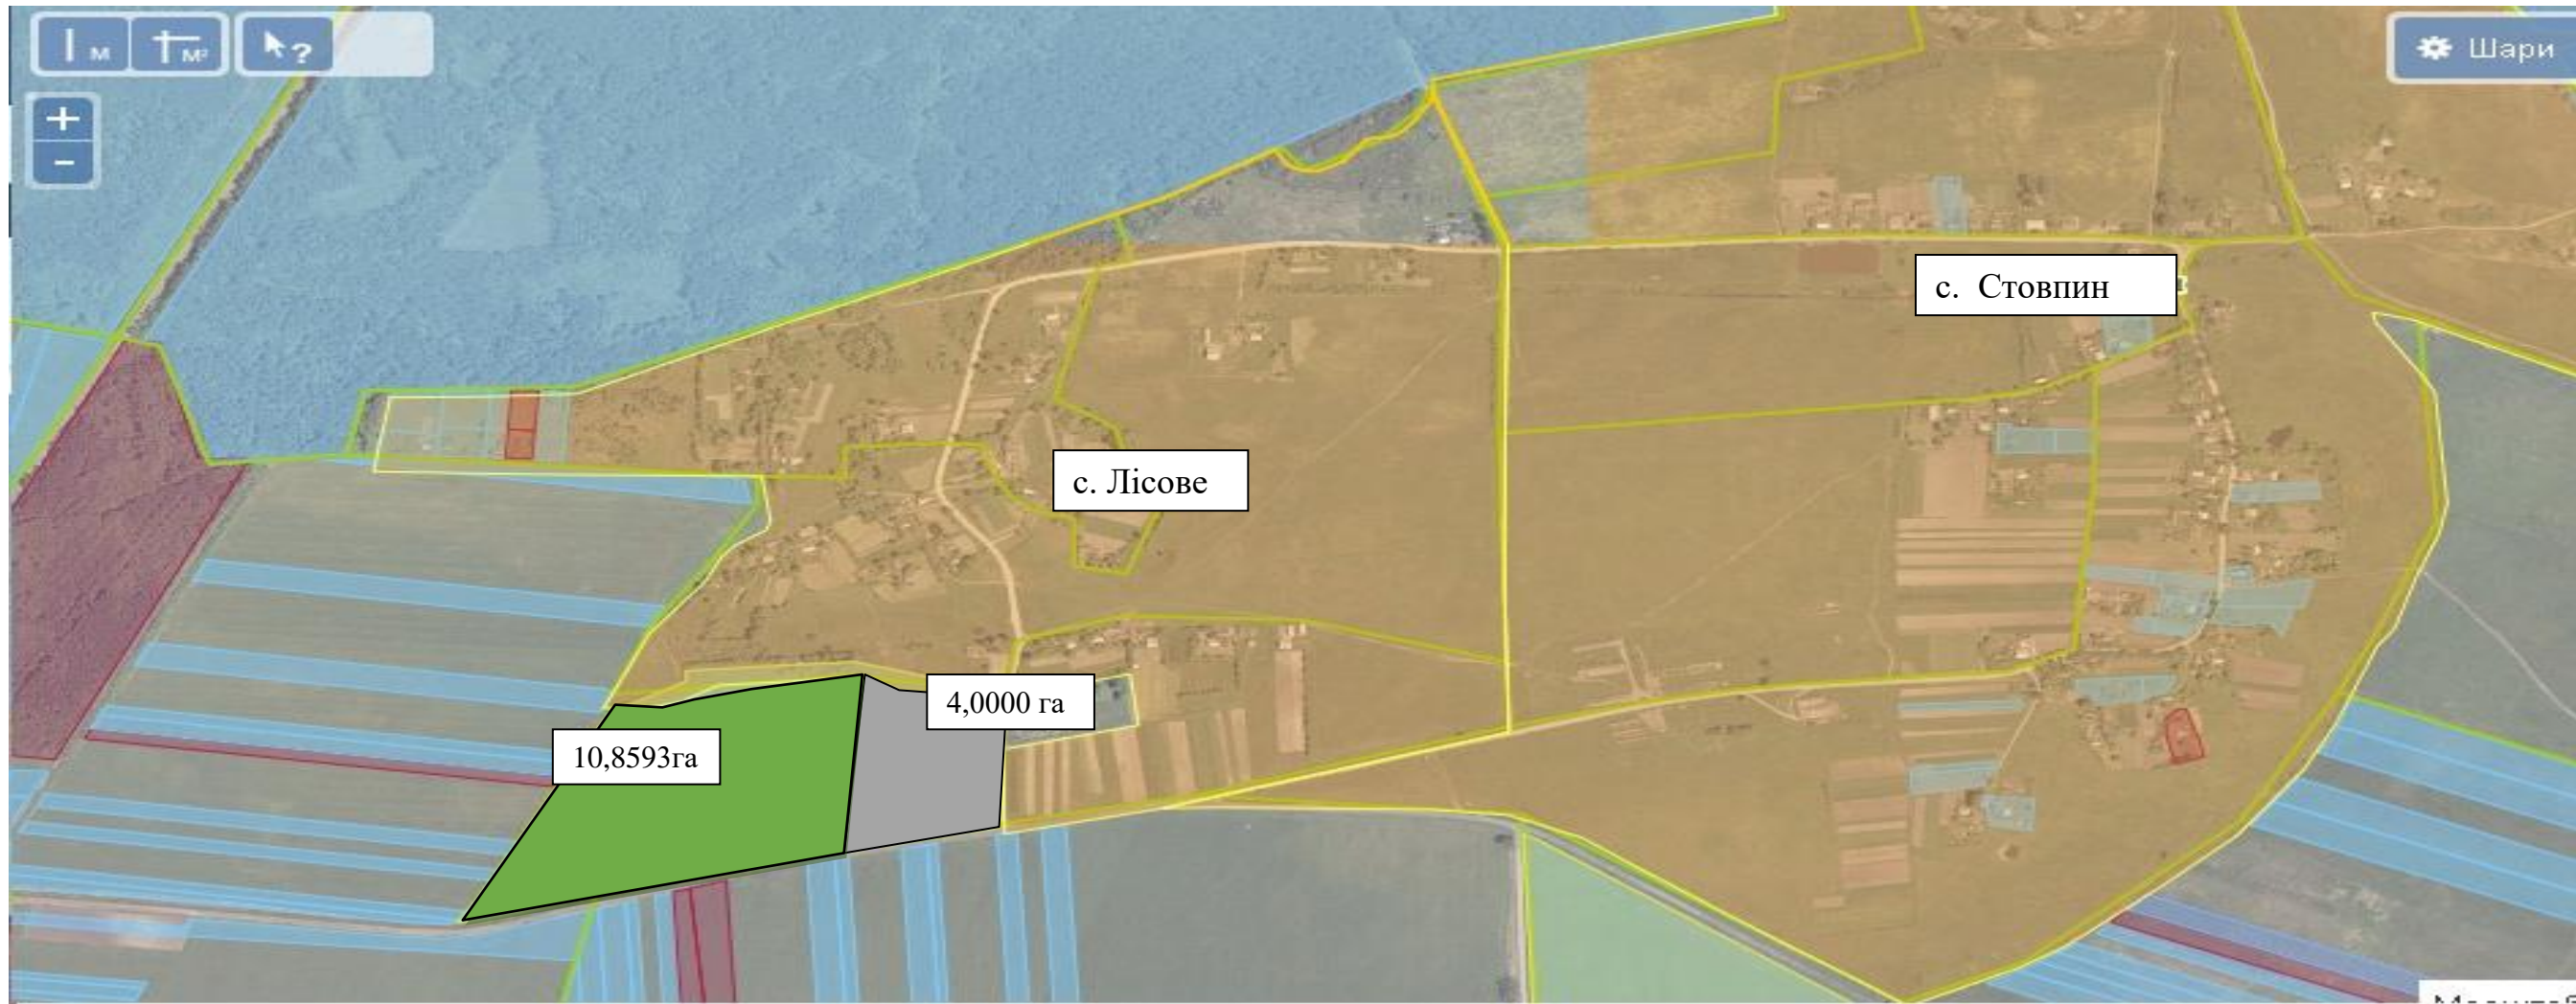 м
м²
?
Шари
+
-
с. Стовпин
с. Лісове
4,0000 га
10,8593га